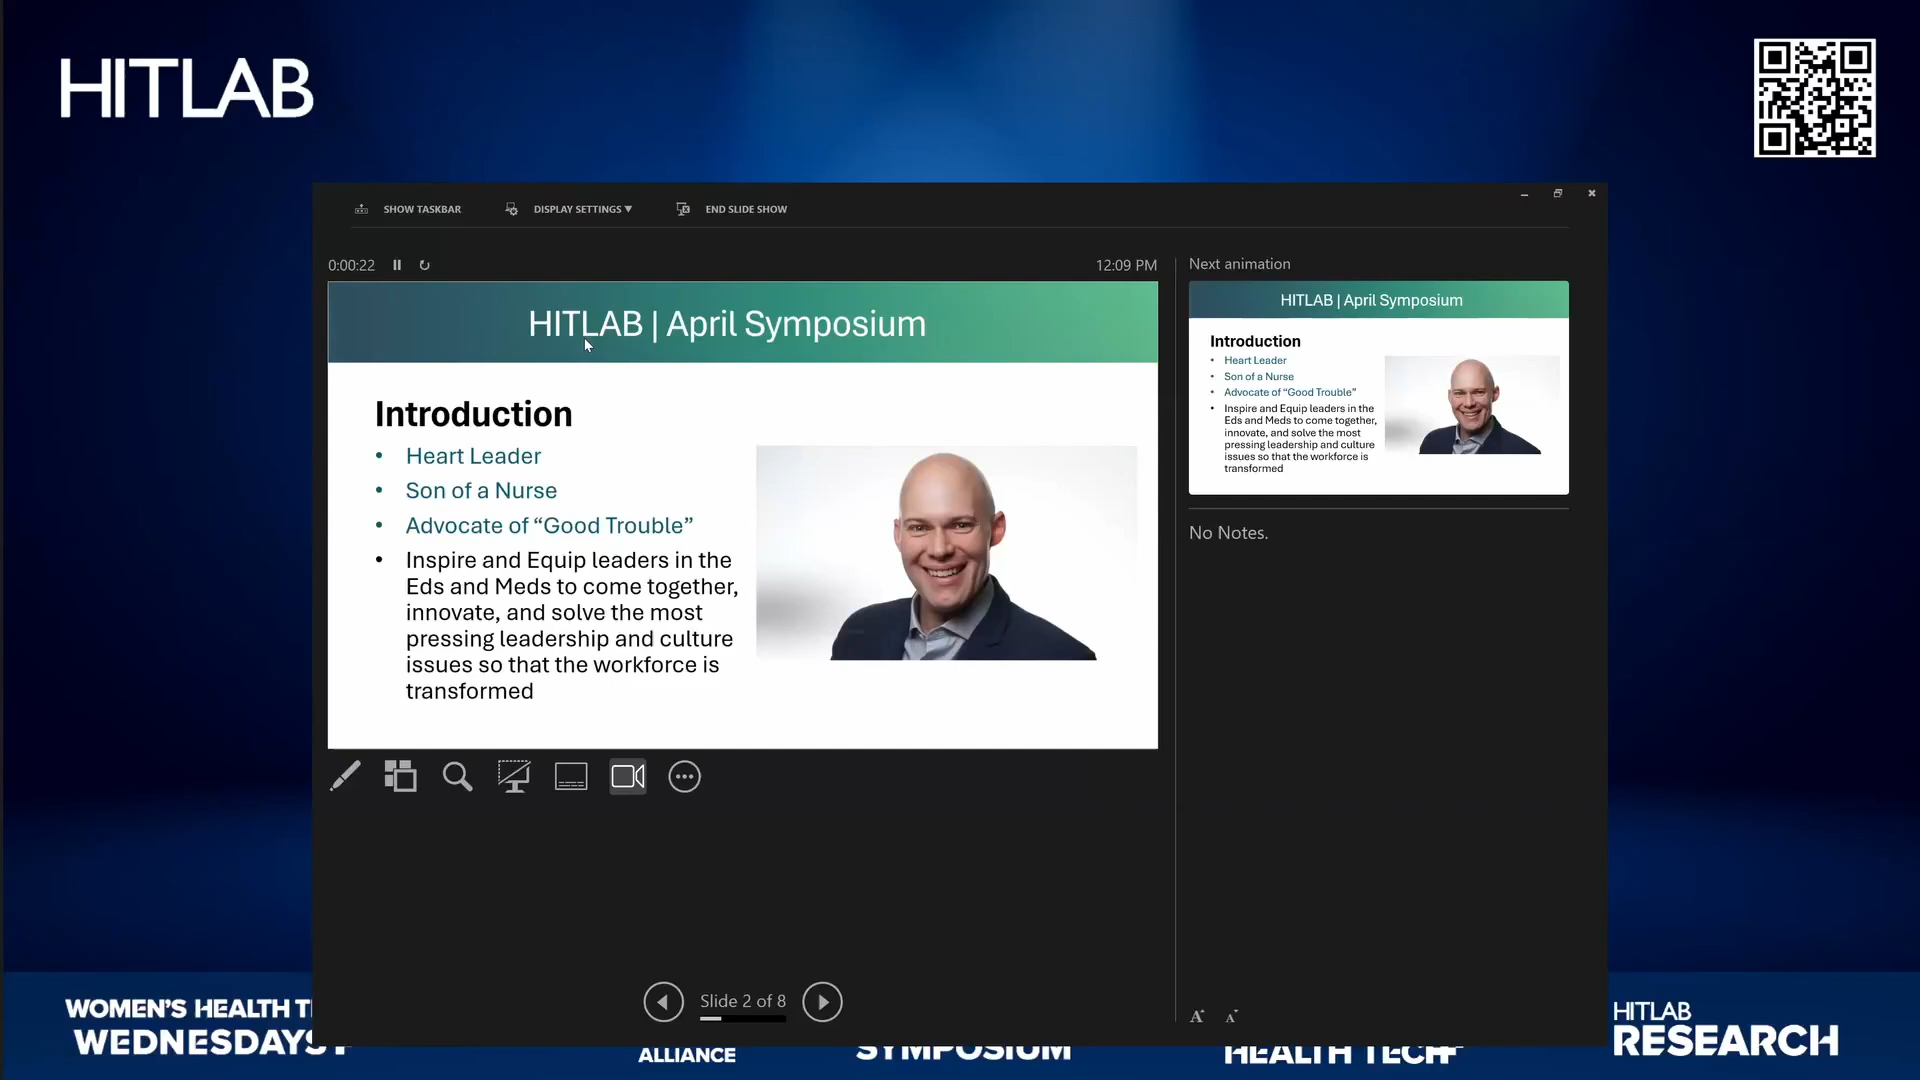 HITLAB
SHOW TASKBAR
DISPLAY SETTINGS ▼
END SLIDE SHOW
0:00:22
12:09 PM
Next animation
HITLAB | April Symposium
Introduction
• Heart Leader
• Son of a Nurse
• Advocate of “Good Trouble”
• Inspire and Equip leaders in the
Eds and Meds to come together,
innovate, and solve the most
pressing leadership and culture
issues so that the workforce is
transformed
HITLAB | April Symposium
Introduction
• Heart Leader
• Son of a Nurse
• Advocate of “Good Trouble”
• Inspire and Equip leaders in the
Eds and Meds to come together,
innovate, and solve the most
pressing leadership and culture
issues so that the workforce is
transformed
No Notes.
Slide 2 of 8
A A
WOMEN'S HEALTH T
WEDNESDAYS
ALLIANCE
SYMPOSIUM
HEALTH TECH
HITLAB
RESEARCH